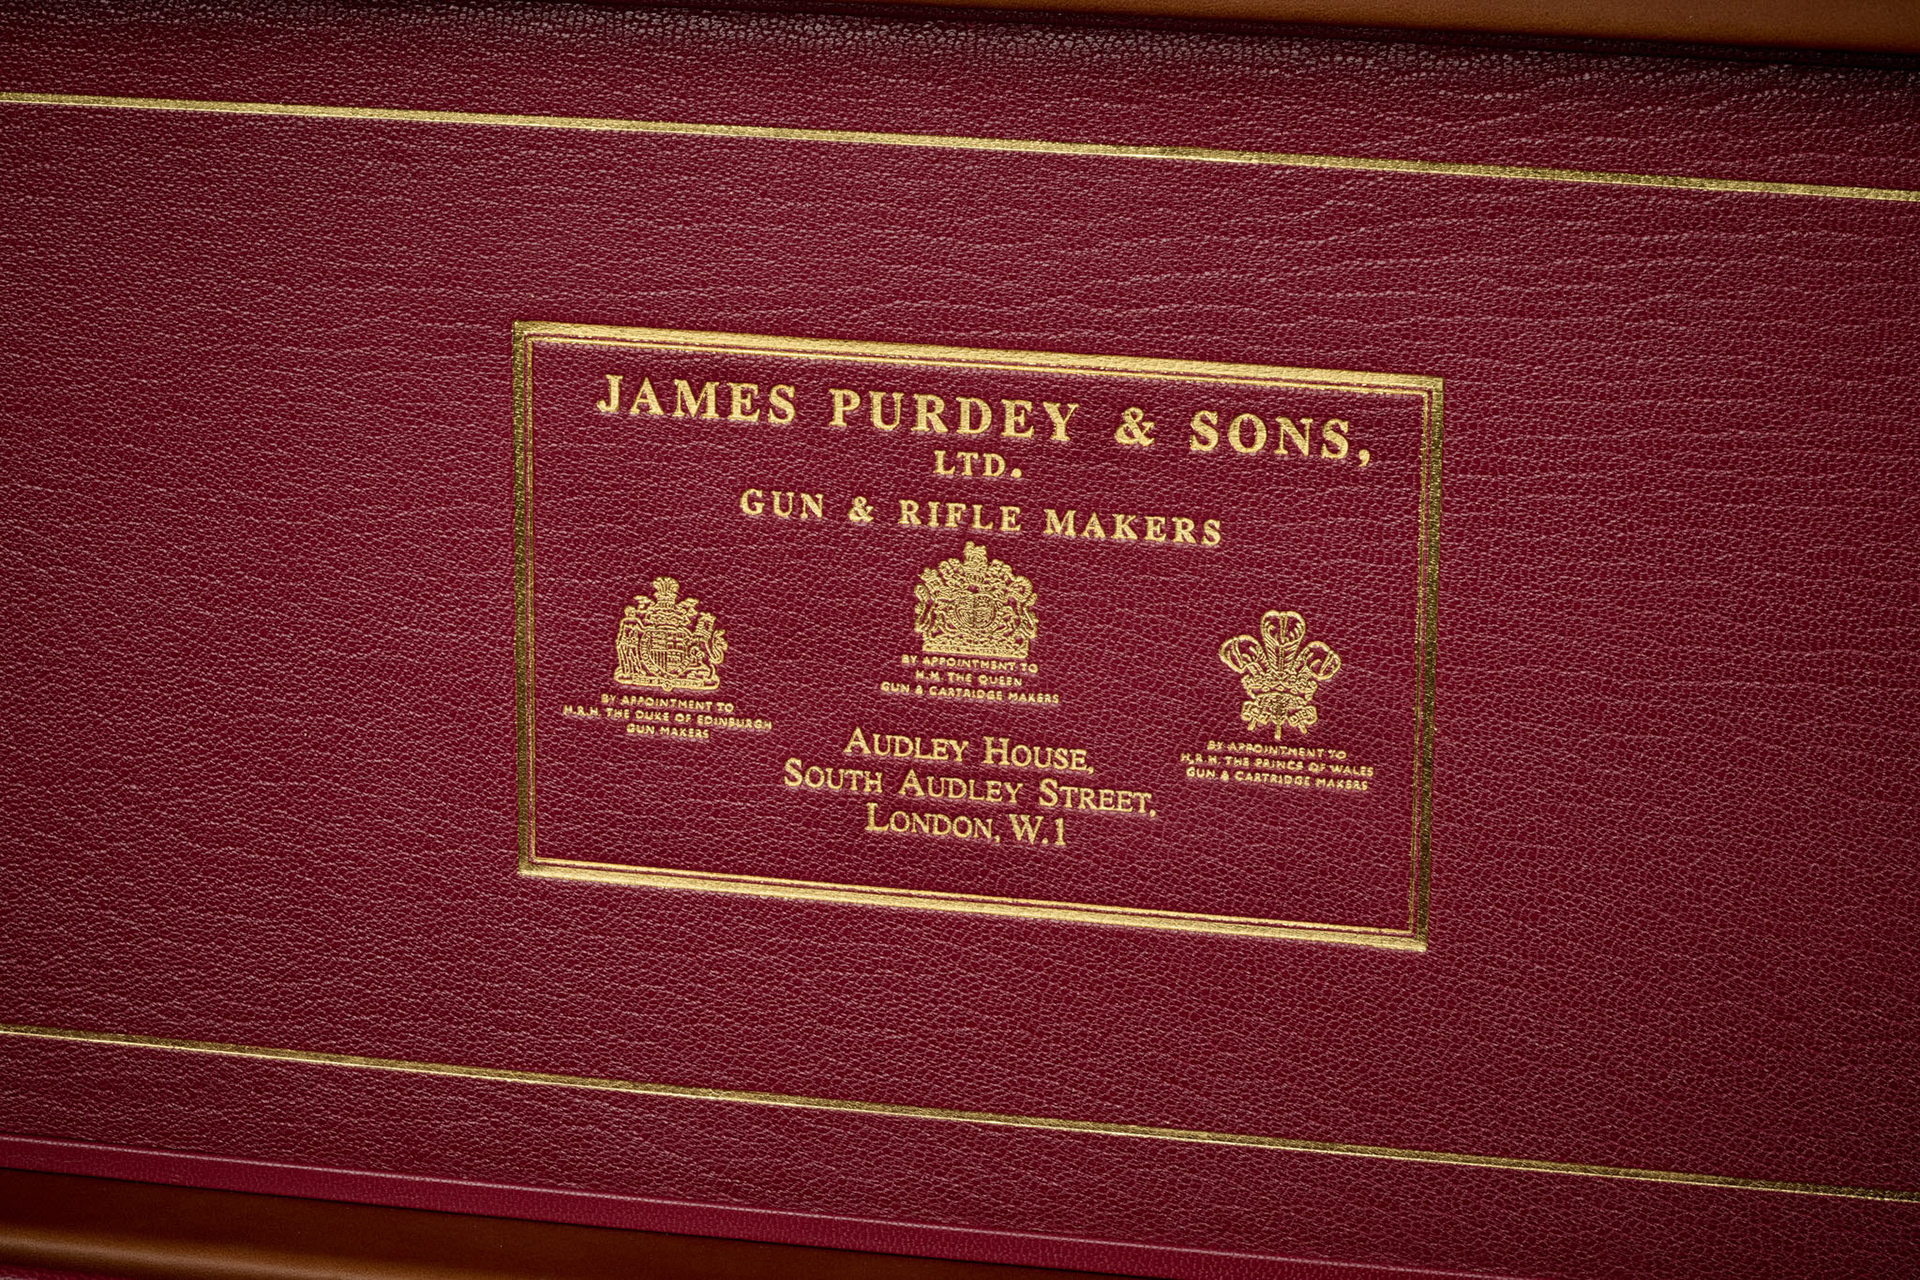 JAMES PURDEY & SONS,
LTD.
GUN & RIFLE MAKERS
BY APPOINTMENT TO
H.R.H. THE DUKE OF EDINBURGH
GUN MAKERS
BY APPOINTMENT TO
H.M. THE QUEEN
GUN & CARTRIDGE MAKERS
BY APPOINTMENT TO
H.R.H. THE PRINCE OF WALES
GUN & CARTRIDGE MAKERS
AUDLEY HOUSE,
SOUTH AUDLEY STREET,
LONDON, W.1